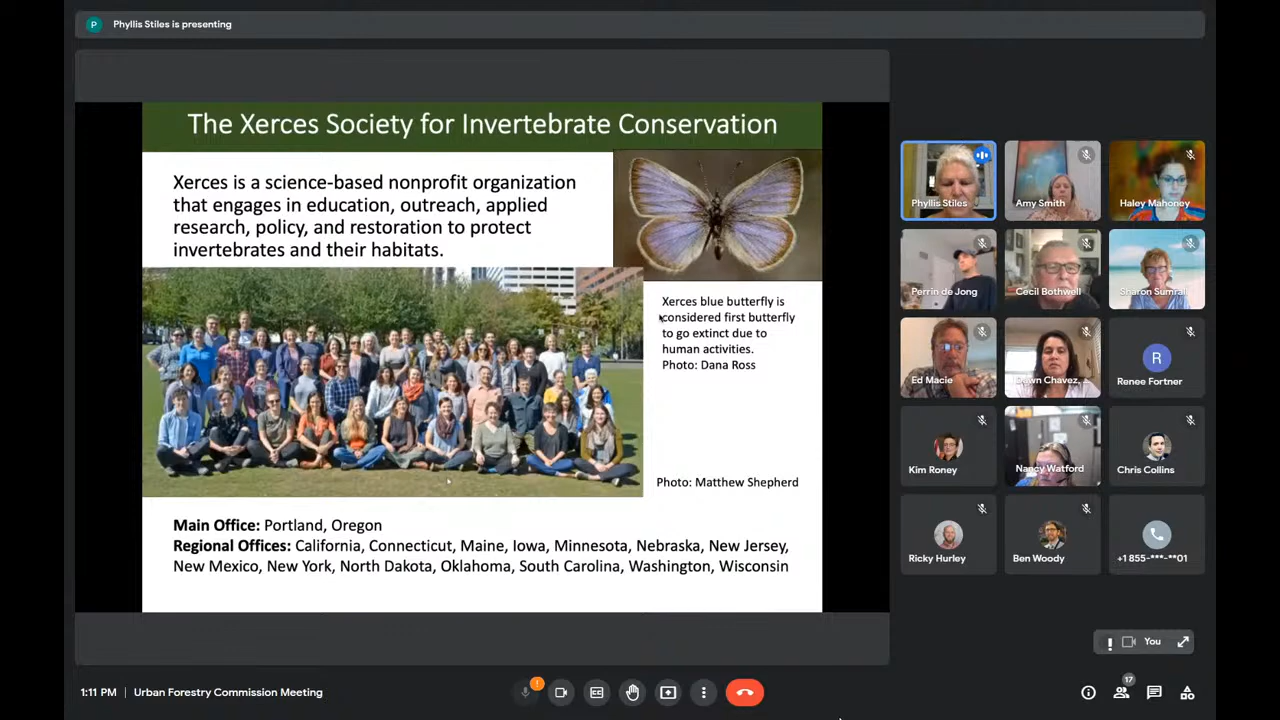 P
Phyllis Stiles is presenting
The Xerces Society for Invertebrate Conservation
Xerces is a science-based nonprofit organization
that engages in education, outreach, applied
research, policy, and restoration to protect
invertebrates and their habitats.
Xerces blue butterfly is
considered first butterfly
to go extinct due to
human activities.
Photo: Dana Ross
Photo: Matthew Shepherd
Main Office: Portland, Oregon
Regional Offices: California, Connecticut, Maine, Iowa, Minnesota, Nebraska, New Jersey,
New Mexico, New York, North Dakota, Oklahoma, South Carolina, Washington, Wisconsin
Phyllis Stiles
Amy Smith
Haley Mahoney
Perrin de Jong
Cecil Bothwell
Sharon Sumral
Ed Macie
Dawn Chavez, ...
R
Renee Fortner
Kim Roney
Nancy Watford
Chris Collins
Ricky Hurley
Ben Woody
+1 855-***-**01
You
1:11 PM | Urban Forestry Commission Meeting
17